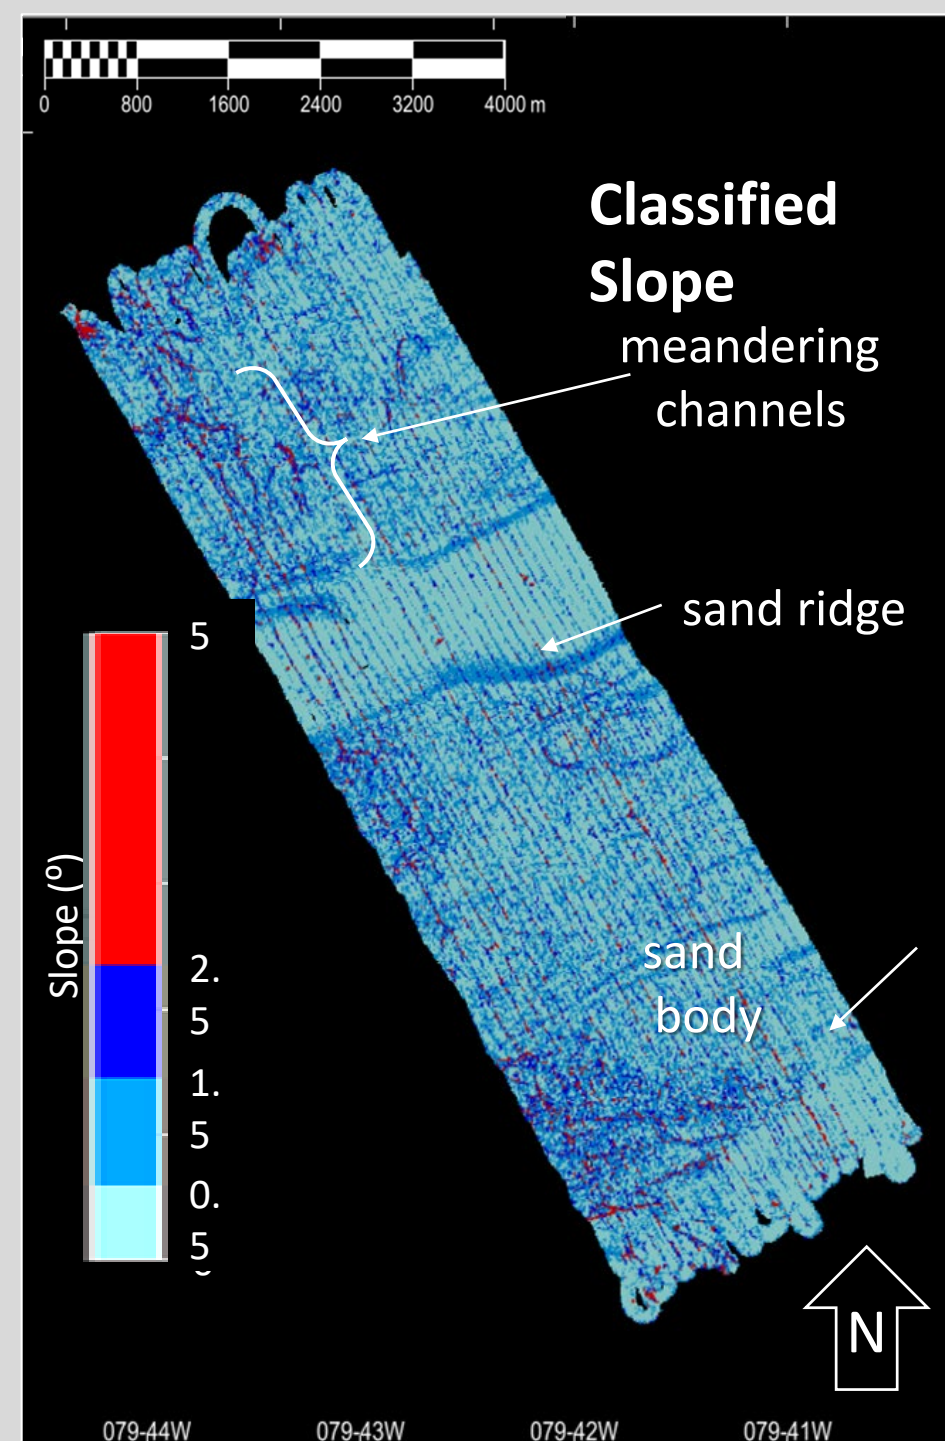 0 800 1600 2400 3200 4000 m
Classified
Slope
meandering
channels
sand ridge
5
2.
5
1.
5
0.
5
Slope (º)
sand
body
N
079-44W 079-43W 079-42W 079-41W